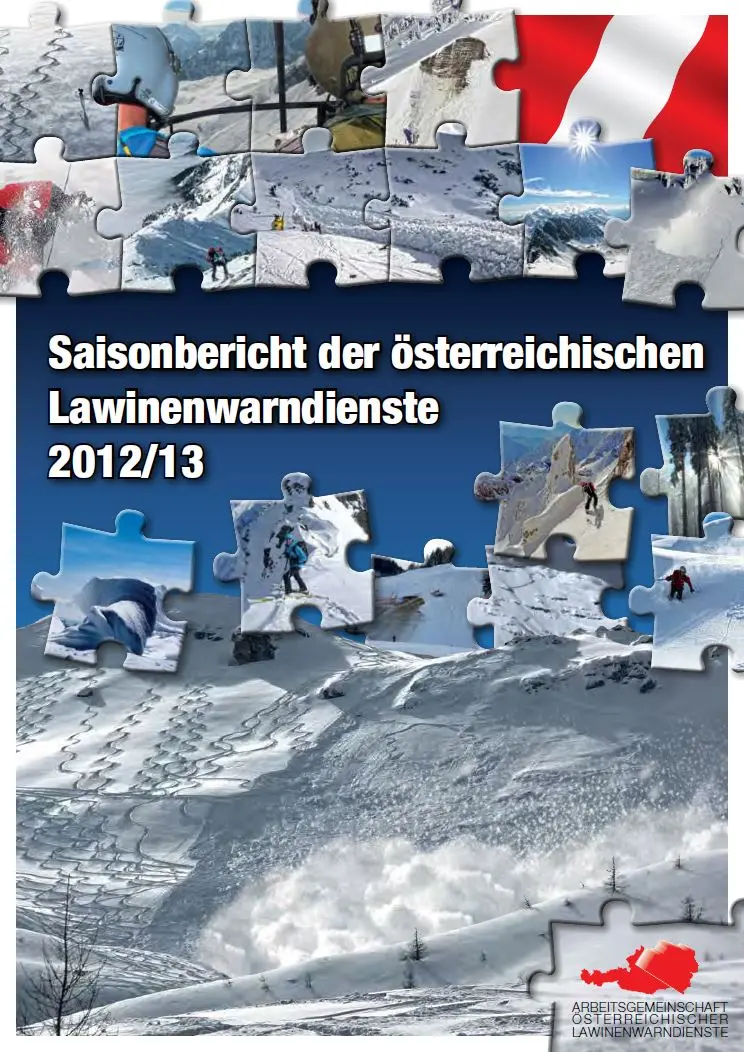 Saisonbericht der österreichischen
Lawinenwarndienste
2012/13
ARBEITSGEMEINSCHAFT
ÖSTERREICHISCHER
LAWINENWARNDIENSTE